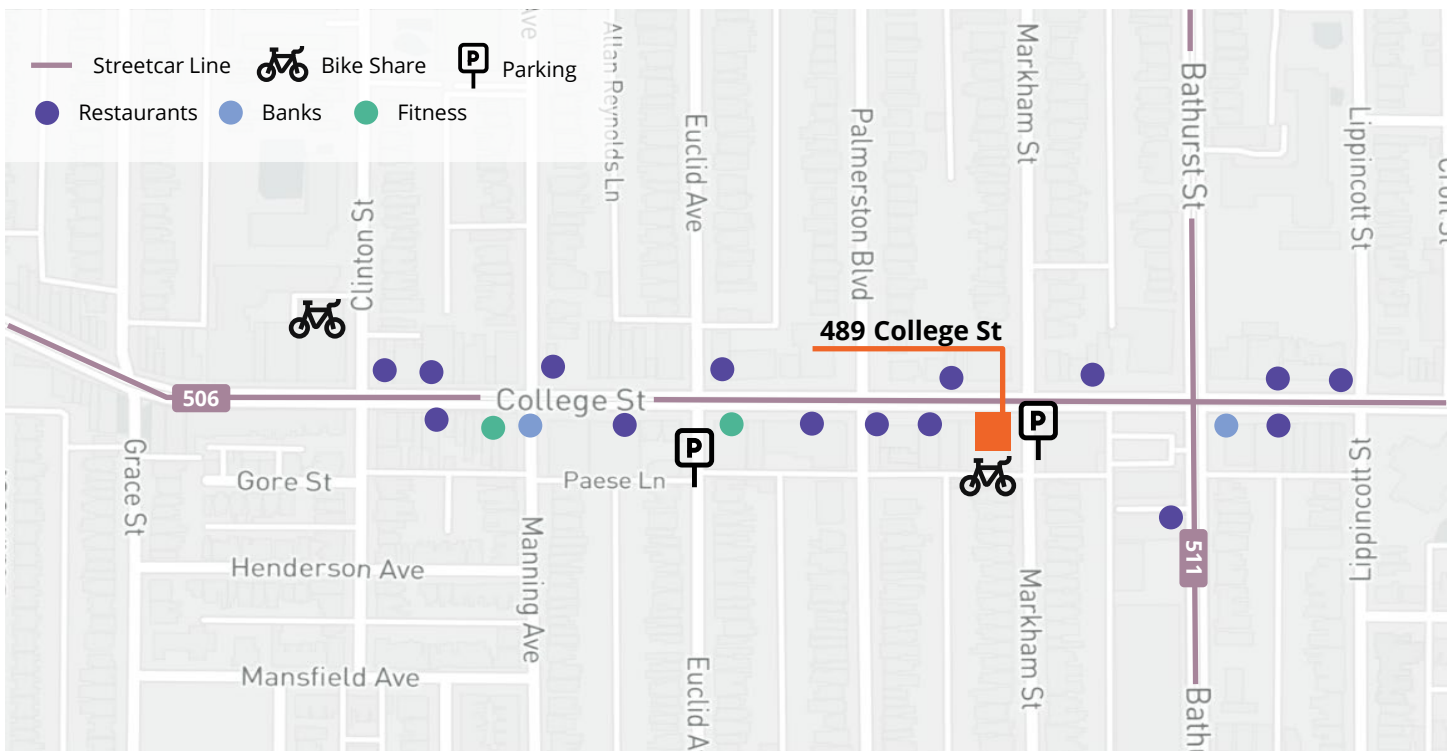 Streetcar Line Bike Share P Parking
Restaurants Banks Fitness
Ave
Allan Reynolds Ln
Euclid Ave
Palmerston Blvd
Markham St
Bathurst St
Lippincott St
Clinton St
489 College St
506
College St
P
P
Grace St
Gore St
Paese Ln
Henderson Ave
Manning Ave
Mansfield Ave
Euclid A
Markham St
511
Lippincott St
Bath